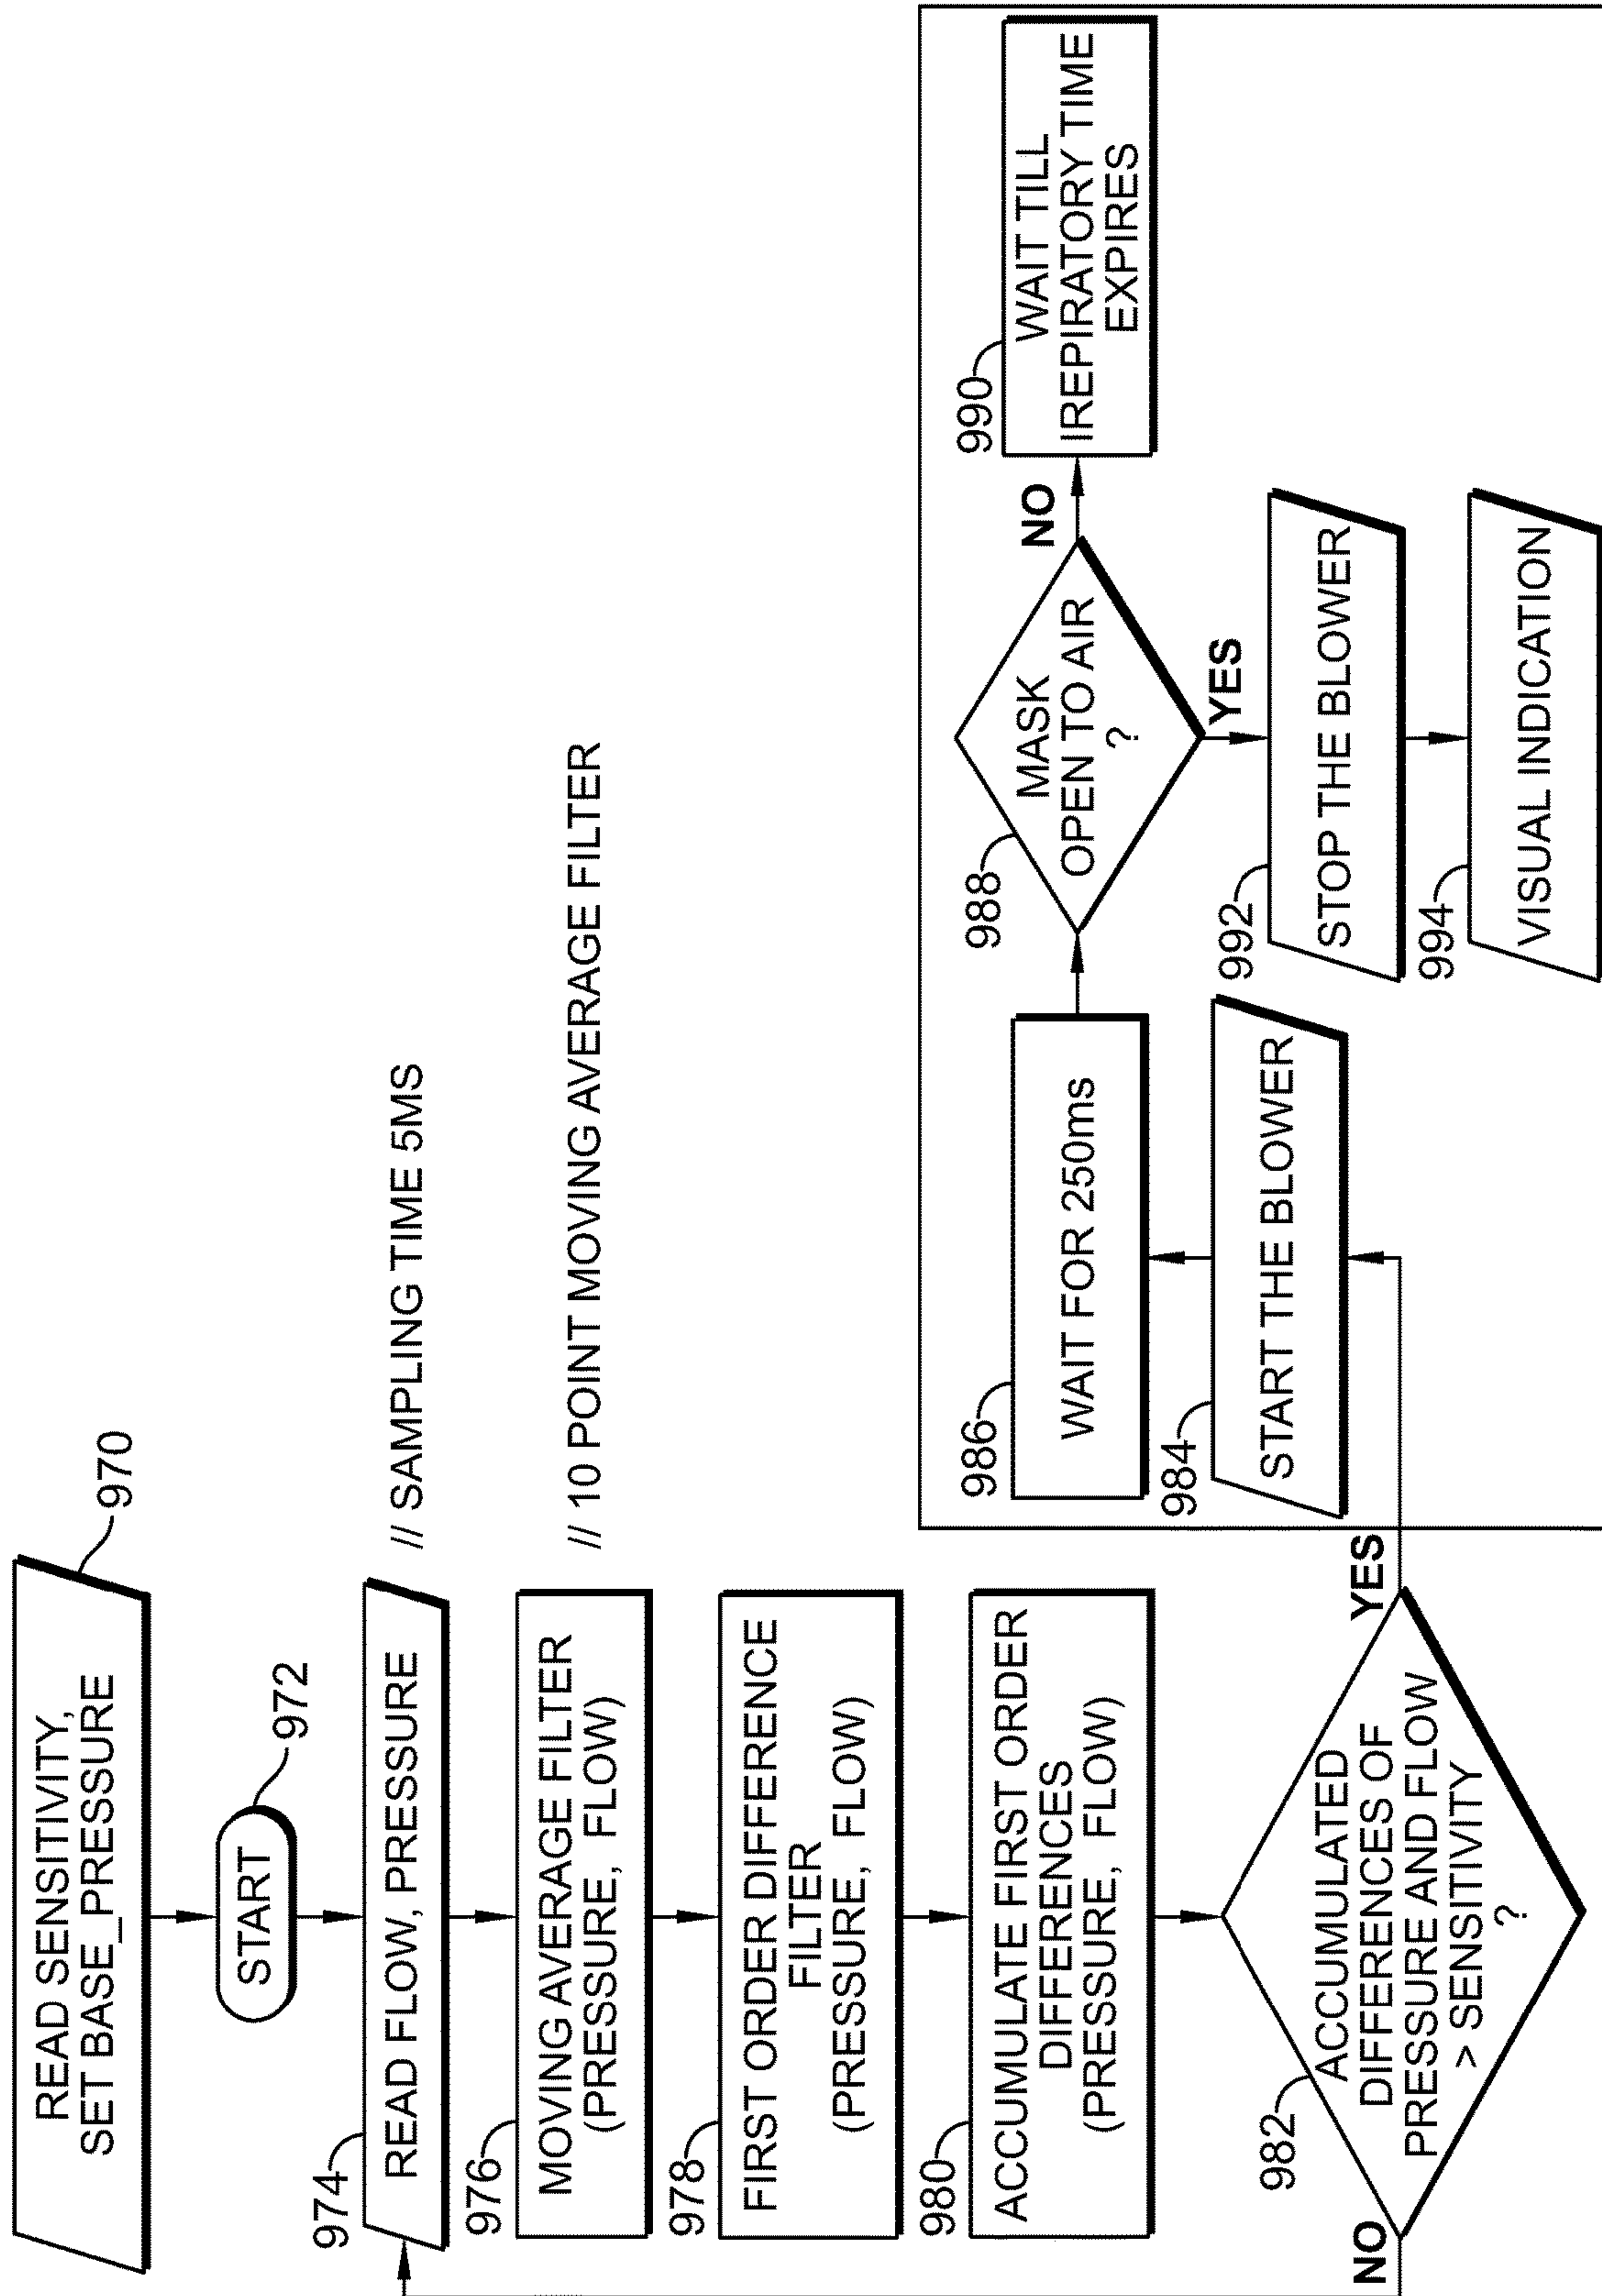 READ SENSITIVITY,
SET BASE_PRESSURE
970
START
972
974
READ FLOW, PRESSURE
// SAMPLING TIME 5MS
976
MOVING AVERAGE FILTER
(PRESSURE, FLOW)
// 10 POINT MOVING AVERAGE FILTER
978
FIRST ORDER DIFFERENCE
FILTER
(PRESSURE, FLOW)
980
ACCUMULATE FIRST ORDER
DIFFERENCES
(PRESSURE, FLOW)
982
ACCUMULATED
DIFFERENCES OF
PRESSURE AND FLOW
> SENSITIVITY
?
NO
YES
984
START THE BLOWER
986
WAIT FOR 250ms
988
MASK
OPEN TO AIR
?
NO
990
WAIT TILL
IREPIRATORY TIME
EXPIRES
YES
992
STOP THE BLOWER
994
VISUAL INDICATION